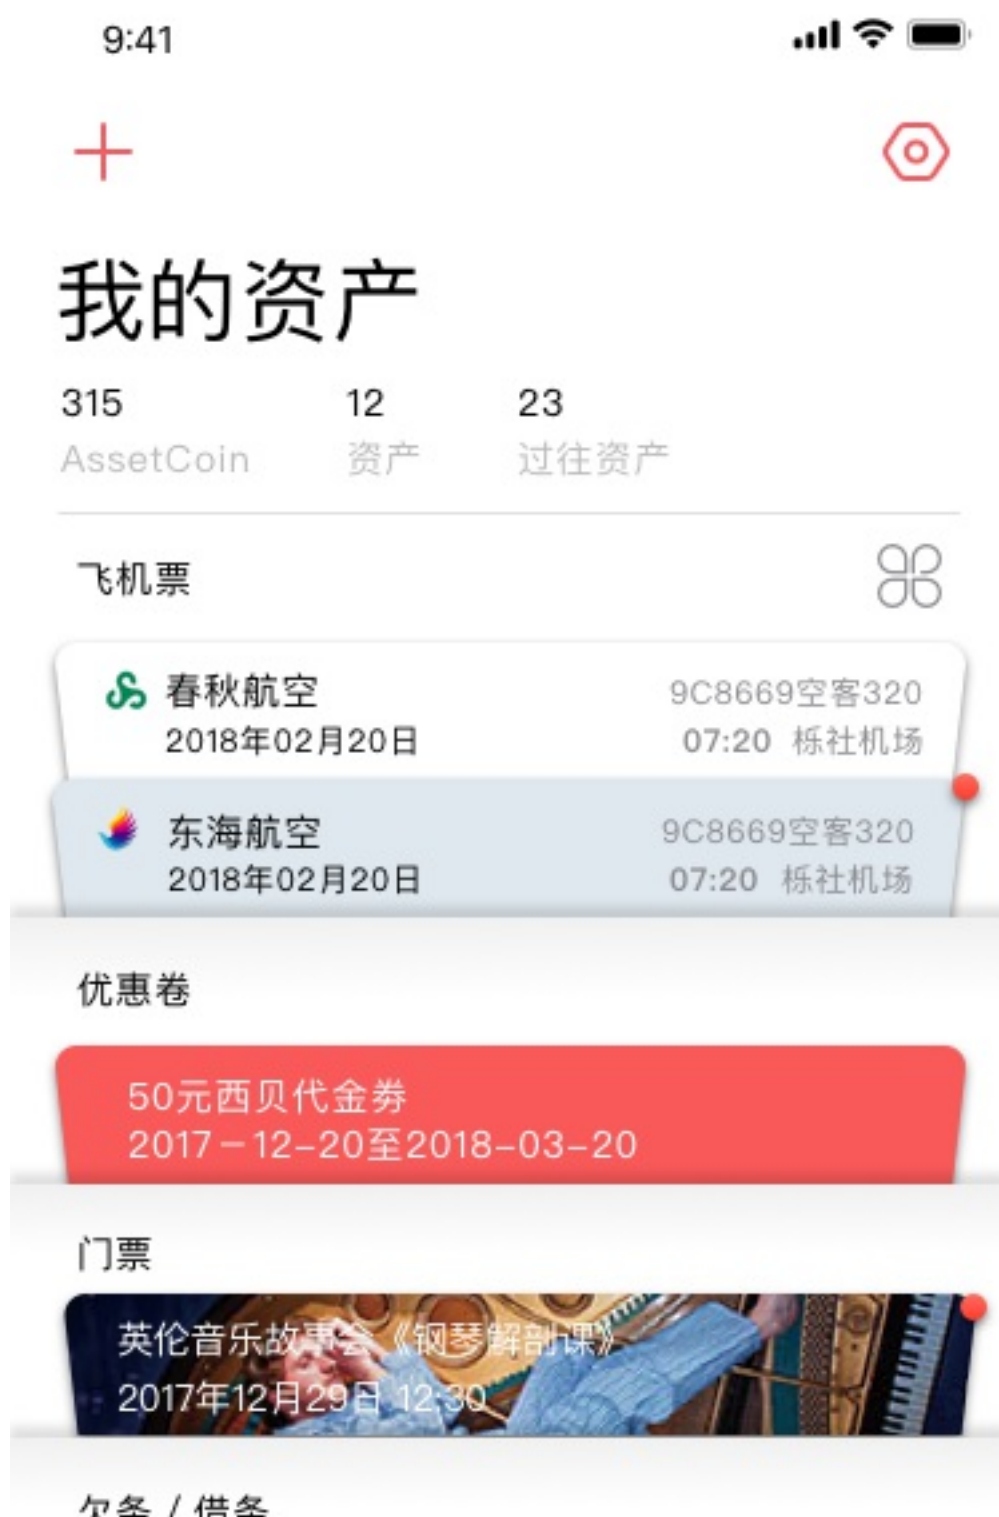 9:41
我的资产
315 12 23
AssetCoin 资产 过往资产
飞机票
春秋航空 9C8669空客320
2018年02月20日 07:20 栎社机场
东海航空 9C8669空客320
2018年02月20日 07:20 栎社机场
优惠卷
50元西贝代金劵
2017-12-20至2018-03-20
门票
英伦音乐故事会《钢琴解剖课》
2017年12月29日 12:30
欠条 / 借条